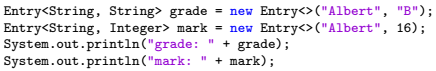 Entry<String, String> grade = new Entry<>("Albert", "B");
Entry<String, Integer> mark = new Entry<>("Albert", 16);
System.out.println("grade: " + grade);
System.out.println("mark: " + mark);